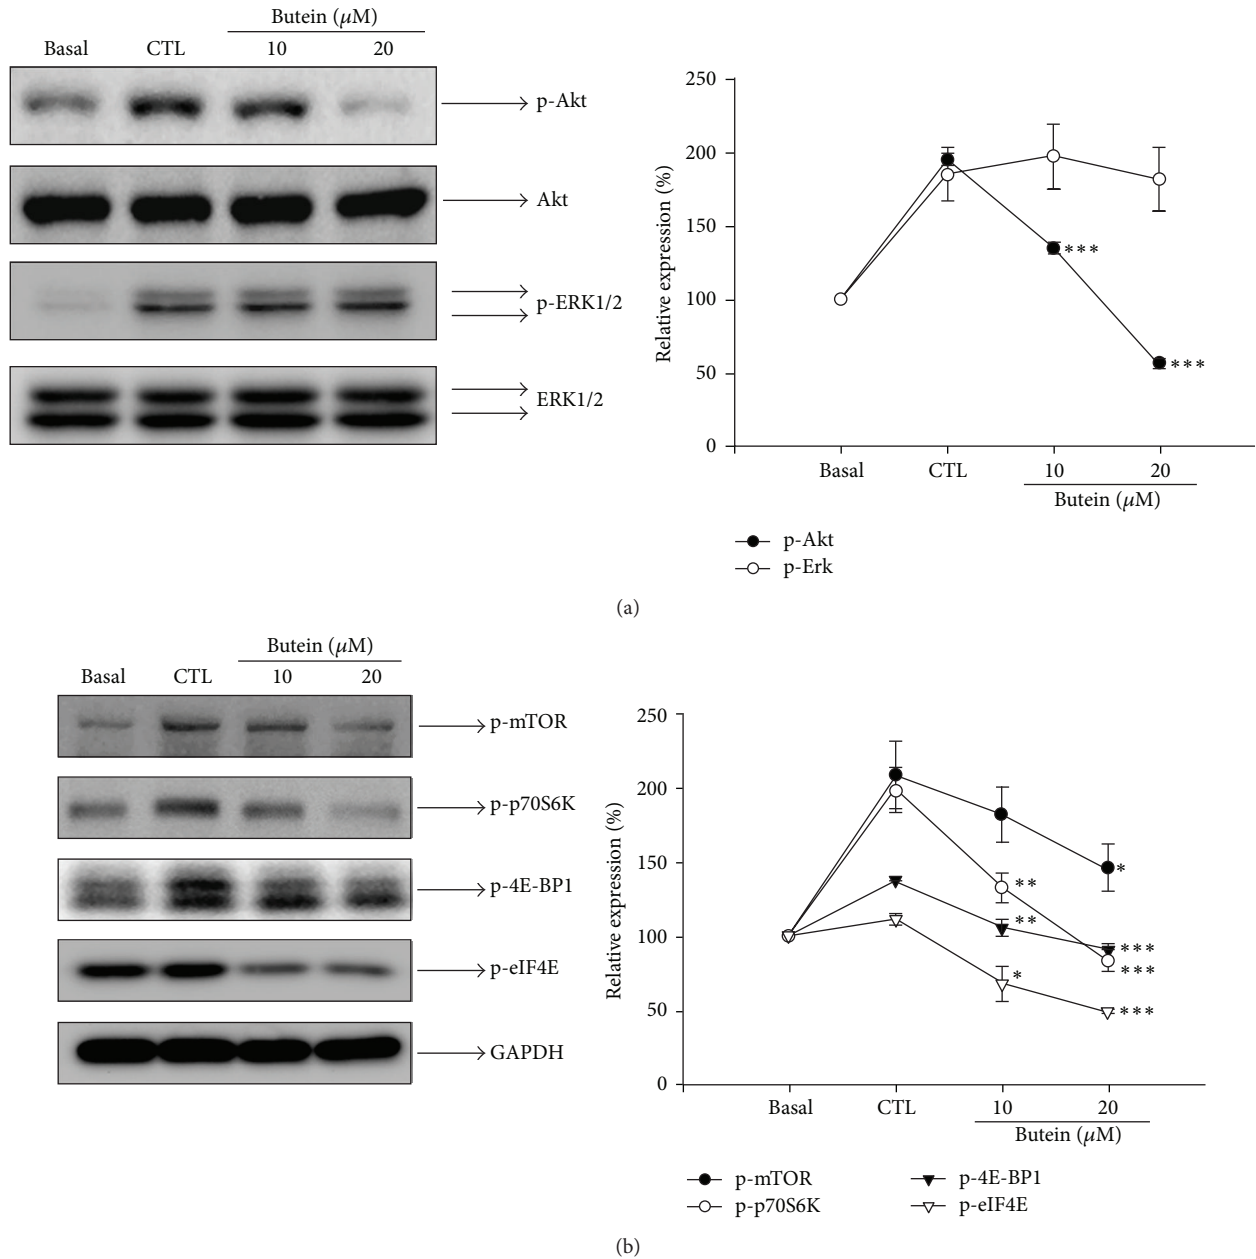 Butein (μM)
Basal CTL 10 20
p-Akt
Akt
p-ERK1/2
ERK1/2
250
200
150
100
50
0
Relative expression (%)
***
***
Basal CTL 10 20
Butein (μM)
p-Akt
p-Erk
(a)
Butein (μM)
Basal CTL 10 20
p-mTOR
p-p70S6K
p-4E-BP1
p-eIF4E
GAPDH
250
200
150
100
50
0
Relative expression (%)
*
**
**
***
***
*
***
Basal CTL 10 20
Butein (μM)
p-mTOR p-4E-BP1
p-p70S6K p-eIF4E
(b)